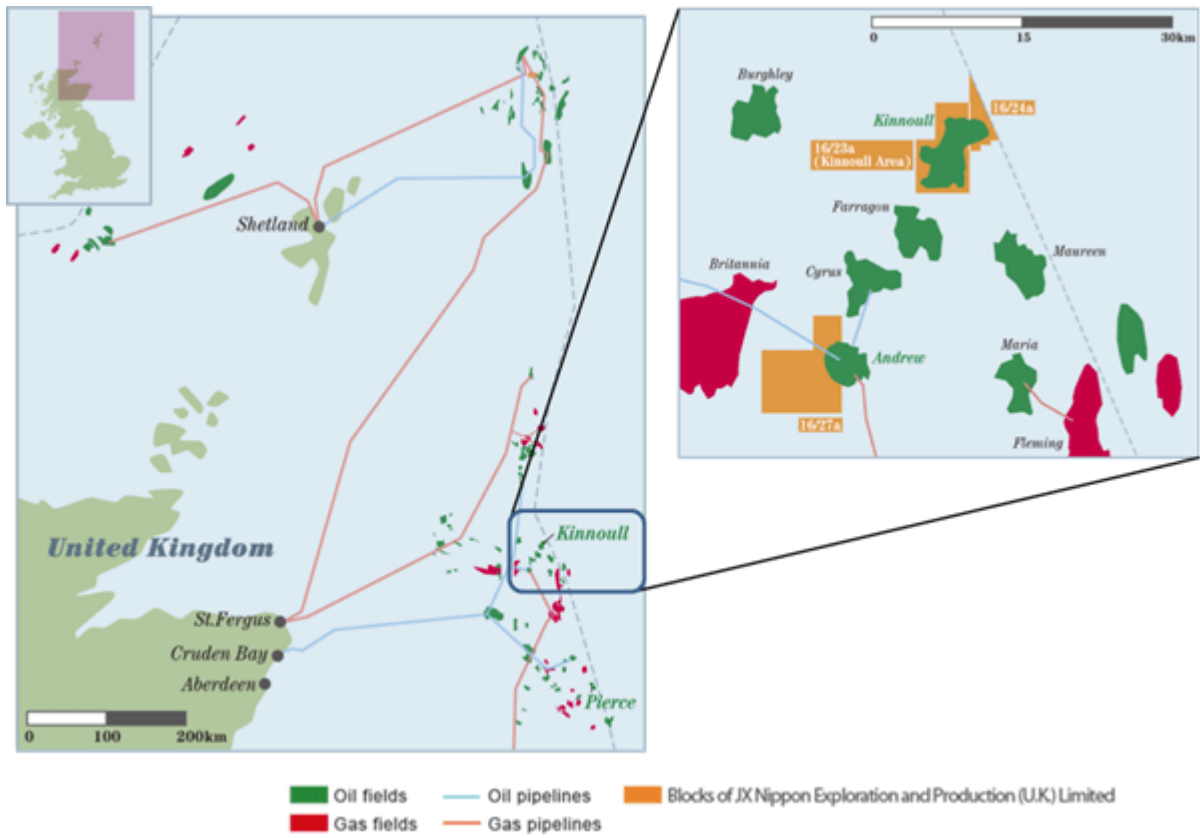 Shetland
United Kingdom
Kinnoull
St.Fergus
Cruden Bay
Aberdeen
Pierce
0 100 200km
0 15 30km
Burghley
Kinnoull
16/24a
16/23a
(Kinnoull Area)
Farragon
Maureen
Britannia
Cyrus
Maria
Andrew
16/27a
Fleming
Oil fields
Oil pipelines
Blocks of JX Nippon Exploration and Production (U.K.) Limited
Gas fields
Gas pipelines